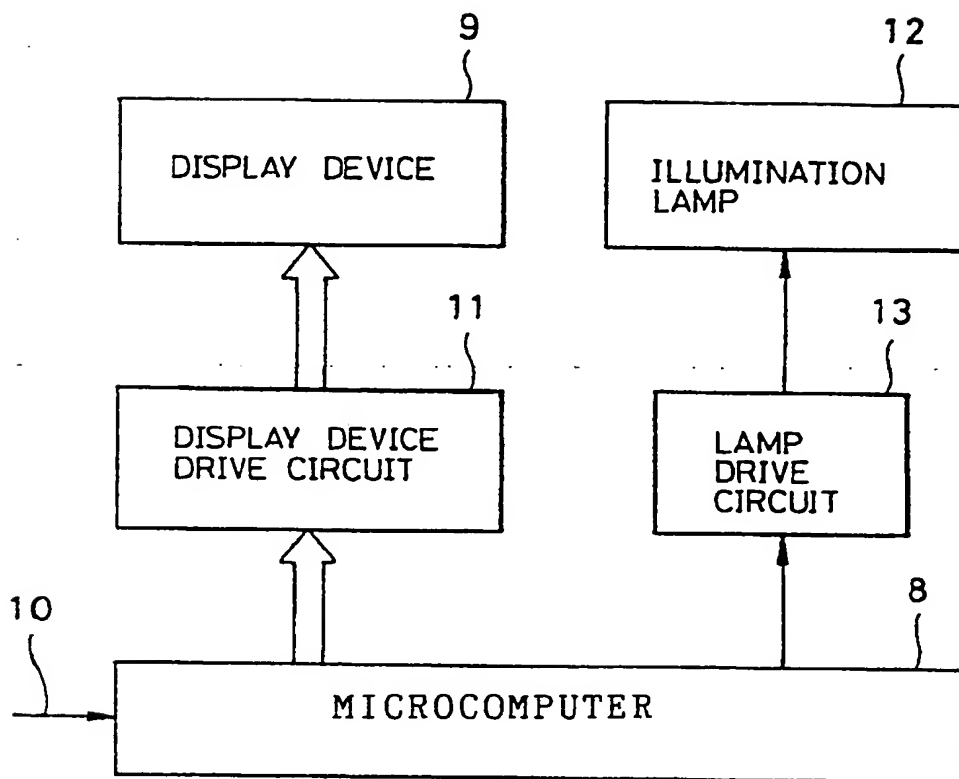 9
12
DISPLAY DEVICE
ILLUMINATION
LAMP
11
13
DISPLAY DEVICE
DRIVE CIRCUIT
LAMP
DRIVE
CIRCUIT
10
8
MICROCOMPUTER